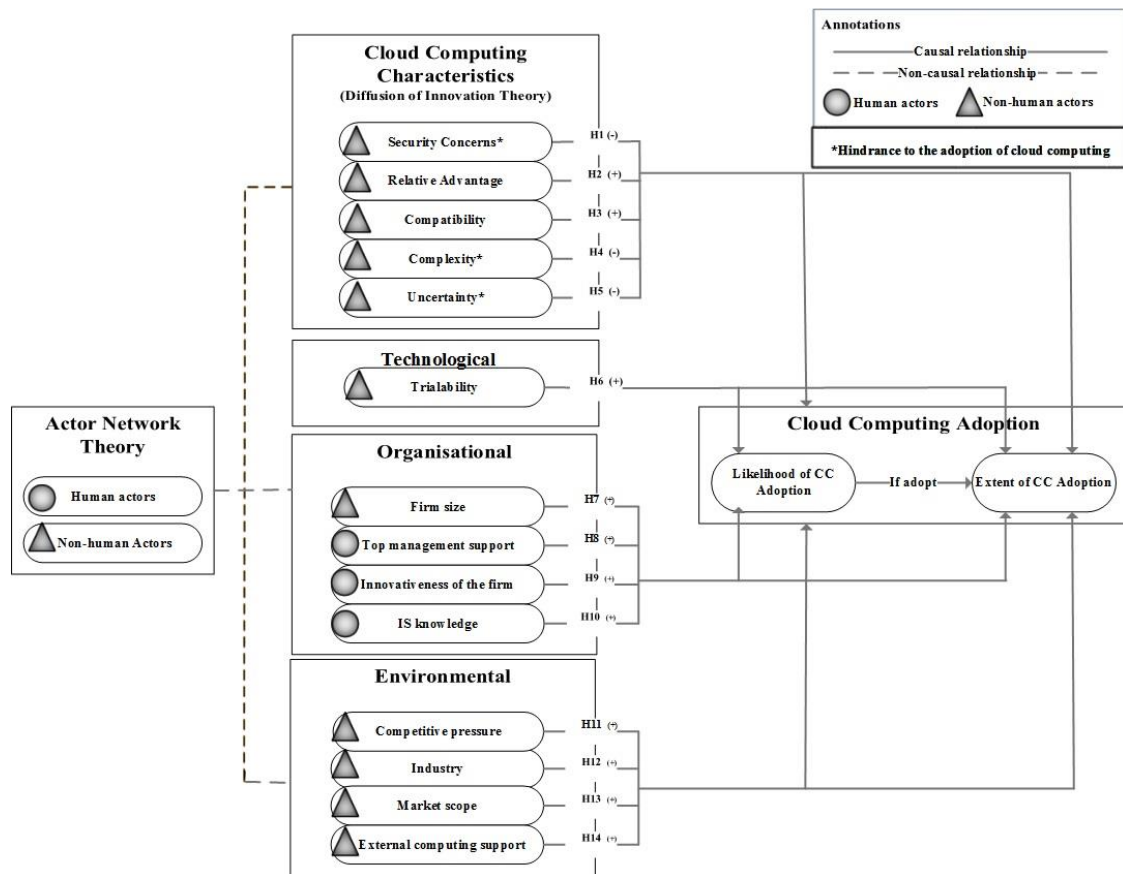 Cloud Computing
Characteristics
(Diffusion of Innovation Theory)
Security Concerns*
H1 (-)
Relative Advantage
H2 (+)
Compatibility
H3 (+)
Complexity*
H4 (-)
Uncertainty*
H5 (-)
Annotations
Causal relationship
Non-causal relationship
Human actors
Non-human actors
*Hindrance to the adoption of cloud computing
Technological
Trialability
H6 (+)
Actor Network
Theory
Human actors
Non-human Actors
Organisational
Firm size
H7 (+)
Top management support
H8 (+)
Innovativeness of the firm
H9 (+)
IS knowledge
H10 (+)
Cloud Computing Adoption
Likelihood of CC
Adoption
If adopt
Extent of CC Adoption
Environmental
Competitive pressure
H11 (+)
Industry
H12 (+)
Market scope
H13 (+)
External computing support
H14 (+)